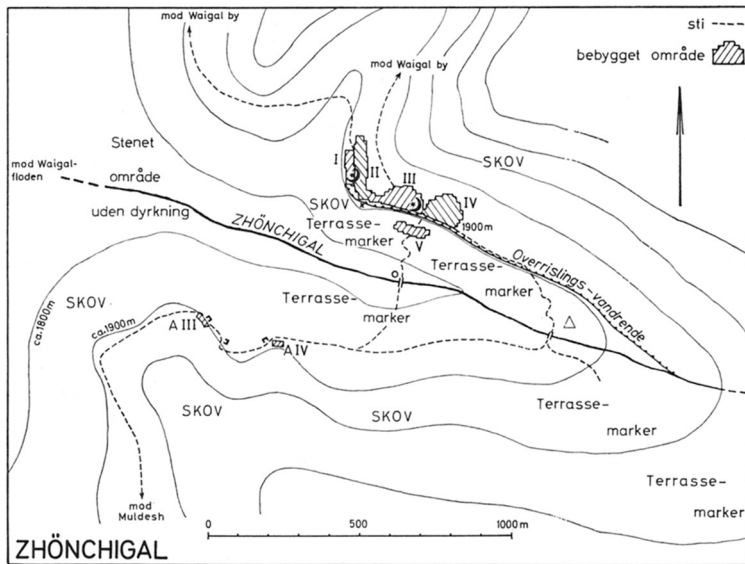 sti
bebygget område
mod Waigal by
mod Waigal by
Stenet
område
uden dyrkning
mod Waigal-
floden
ZHÖNCHIGAL
SKOV
I
II
III
IV
V
SKOV
1900m
Terrasse-
marker
Terrasse-
marker
Terrasse-
marker
Overrislings-vandrende
SKOV
ca. 1800m
ca. 1900m
A III
A IV
SKOV
SKOV
Terrasse-
marker
Terrasse-
marker
mod
Muldesh
0
500
1000 m
ZHÖNCHIGAL